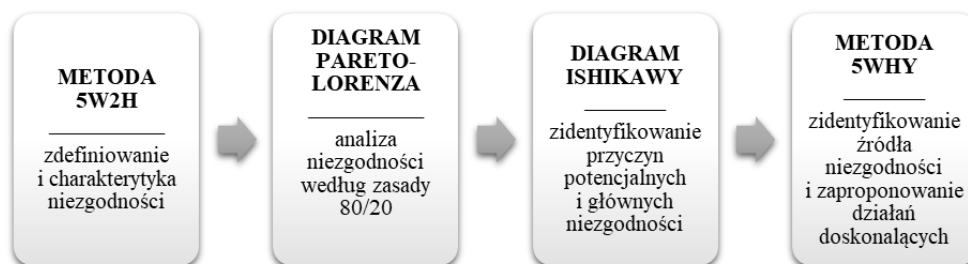 METODA
5W2H
zdefiniowanie
i charakterytyka
niezgodności
DIAGRAM
PARETO-
LORENZA
analiza
niezgodności
według zasady
80/20
DIAGRAM
ISHIKAWY
zidentyfikowanie
przyczyn
potencjalnych
i głównych
niezgodności
METODA
5WHY
zidentyfikowanie
źródła
niezgodności
i zaproponowanie
działań
doskonalących